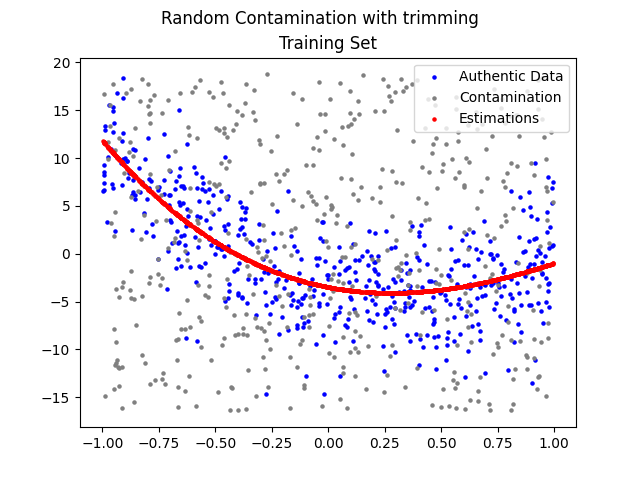 Random Contamination with trimming
Training Set
Authentic Data
Contamination
Estimations
20
15
10
5
0
−5
−10
−15
−1.00 −0.75 −0.50 −0.25 0.00 0.25 0.50 0.75 1.00